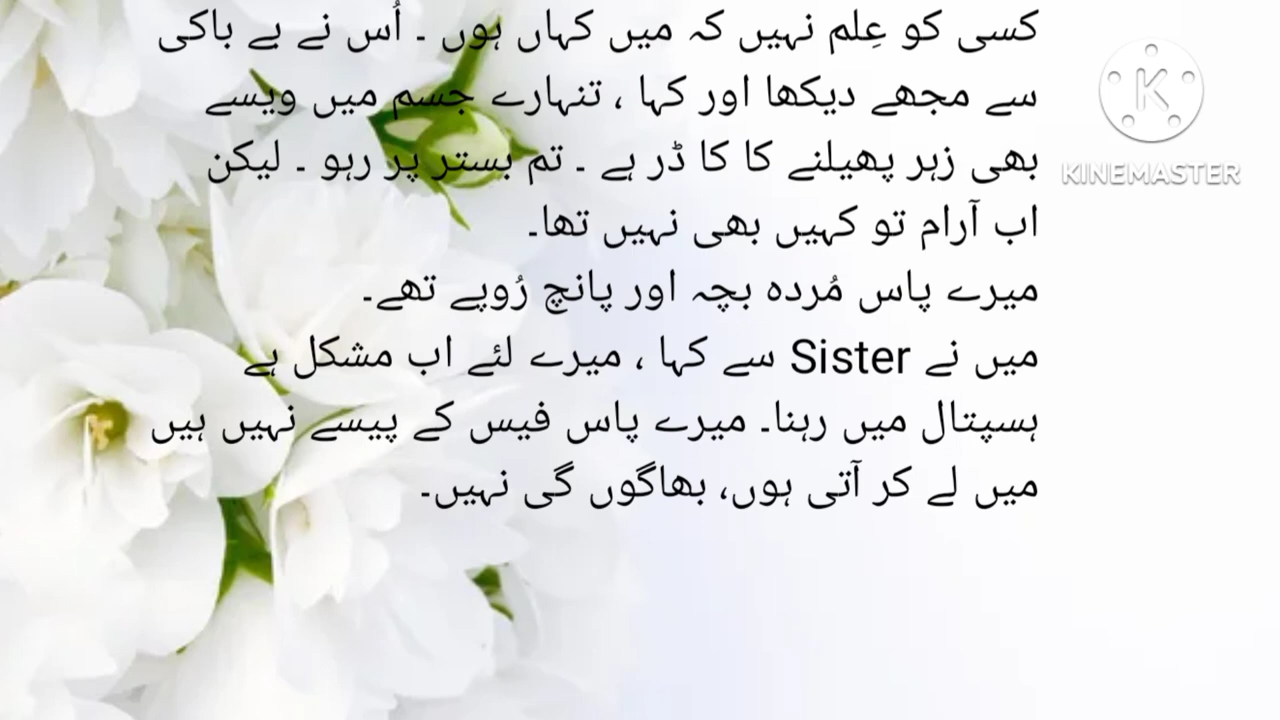 کسی کو عِلم نہیں کہ میں کہاں ہوں ۔ اُس نے بے باکی
سے مجھے دیکھا اور کہا ، تنہارے جسم میں ویسے
بھی زہر پھیلنے کا کا ڈر ہے ۔ تم بستر پر رہو ۔ لیکن
اب آرام تو کہیں بھی نہیں تھا۔
میرے پاس مُردہ بچہ اور پانچ رُوپے تھے۔
میں نے Sister سے کہا ، میرے لئے اب مشکل ہے
ہسپتال میں رہنا۔ میرے پاس فیس کے پیسے نہیں ہیں
میں لے کر آتی ہوں، بھاگوں گی نہیں۔
K
KINEMASTER